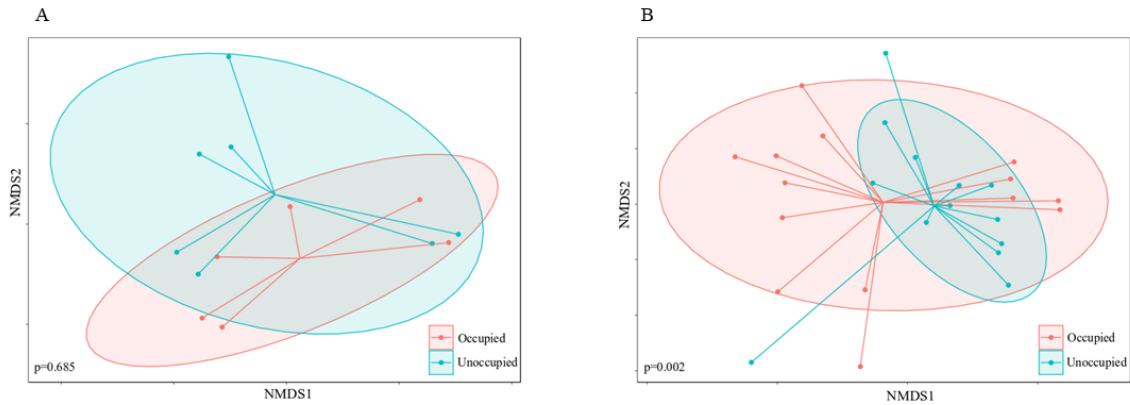 A
NMDS2
Occupied
Unoccupied
p=0.685
NMDS1
B
NMDS2
Occupied
Unoccupied
p=0.002
NMDS1